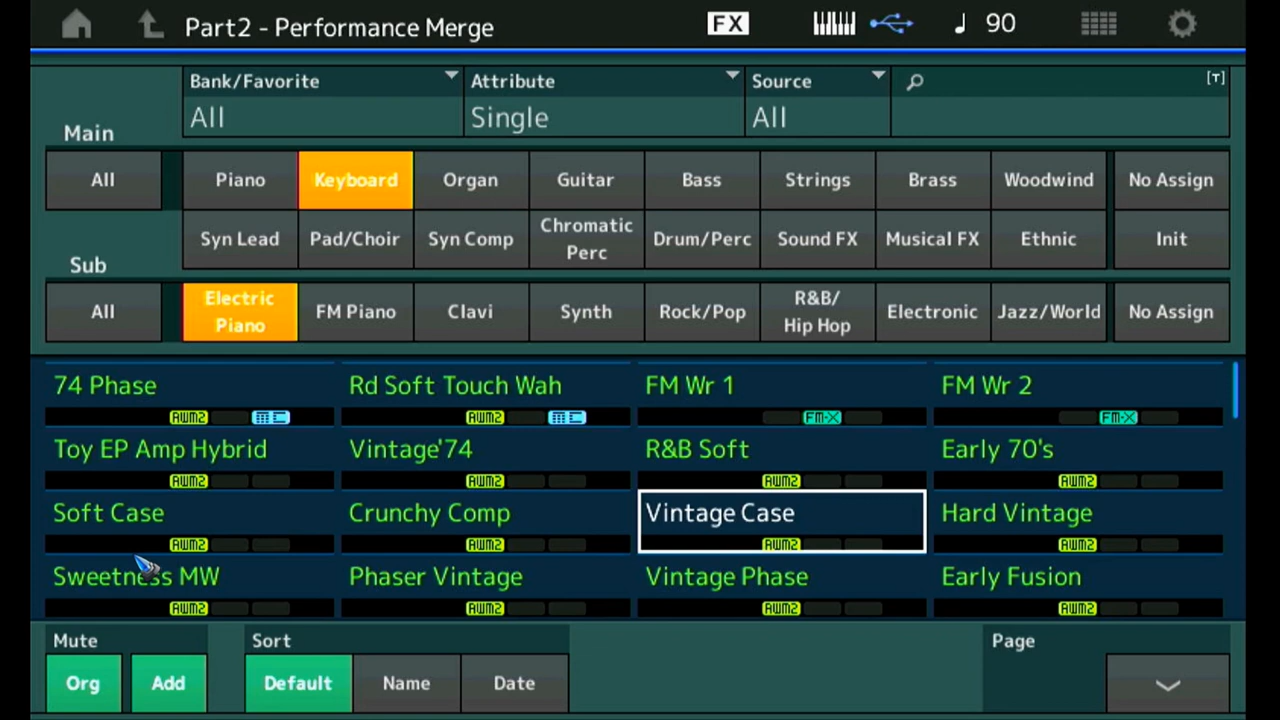 Part2 - Performance Merge
FX
90
Bank/Favorite
Attribute
Source
[T]
All
Single
All
Main
All
Piano
Keyboard
Organ
Guitar
Bass
Strings
Brass
Woodwind
No Assign
Syn Lead
Pad/Choir
Syn Comp
Chromatic
Perc
Drum/Perc
Sound FX
Musical FX
Ethnic
Init
Sub
All
Electric
Piano
FM Piano
Clavi
Synth
Rock/Pop
R&B/
Hip Hop
Electronic
Jazz/World
No Assign
74 Phase
Rd Soft Touch Wah
FM Wr 1
FM Wr 2
AWM2
MC
AWM2
MC
FM-X
FM-X
Toy EP Amp Hybrid
Vintage'74
R&B Soft
Early 70's
AWM2
AWM2
AWM2
AWM2
Soft Case
Crunchy Comp
Vintage Case
Hard Vintage
AWM2
AWM2
AWM2
AWM2
Sweetness MW
Phaser Vintage
Vintage Phase
Early Fusion
AWM2
AWM2
AWM2
AWM2
Mute
Sort
Page
Org
Add
Default
Name
Date